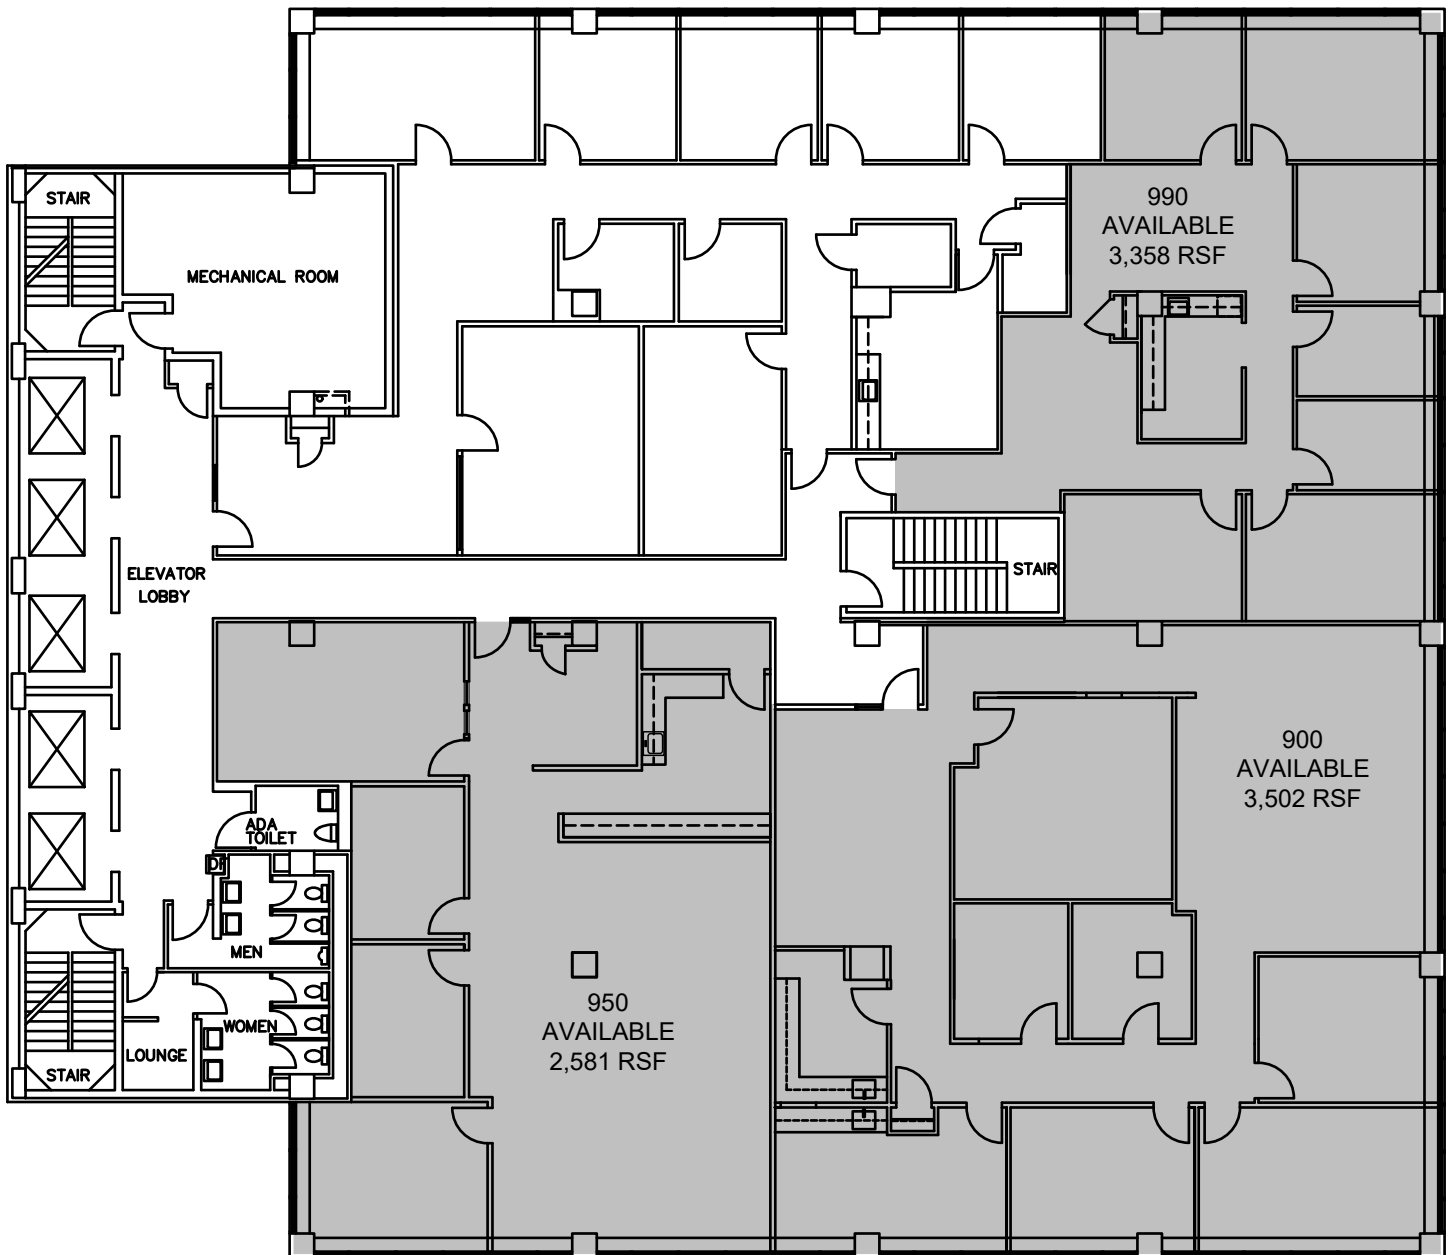 STAIR
990
AVAILABLE
3,358 RSF
MECHANICAL ROOM
STAIR
ELEVATOR
LOBBY
900
AVAILABLE
3,502 RSF
ADA
TOILET
DF
MEN
950
AVAILABLE
2,581 RSF
WOMEN
LOUNGE
STAIR